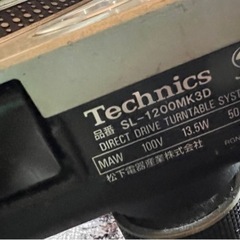 Technics
品番 SL-1200MK3D
DIRECT DRIVE TURNTABLE SYSTE
MAW 100V 13.5W 50
松下電器産業株式会社